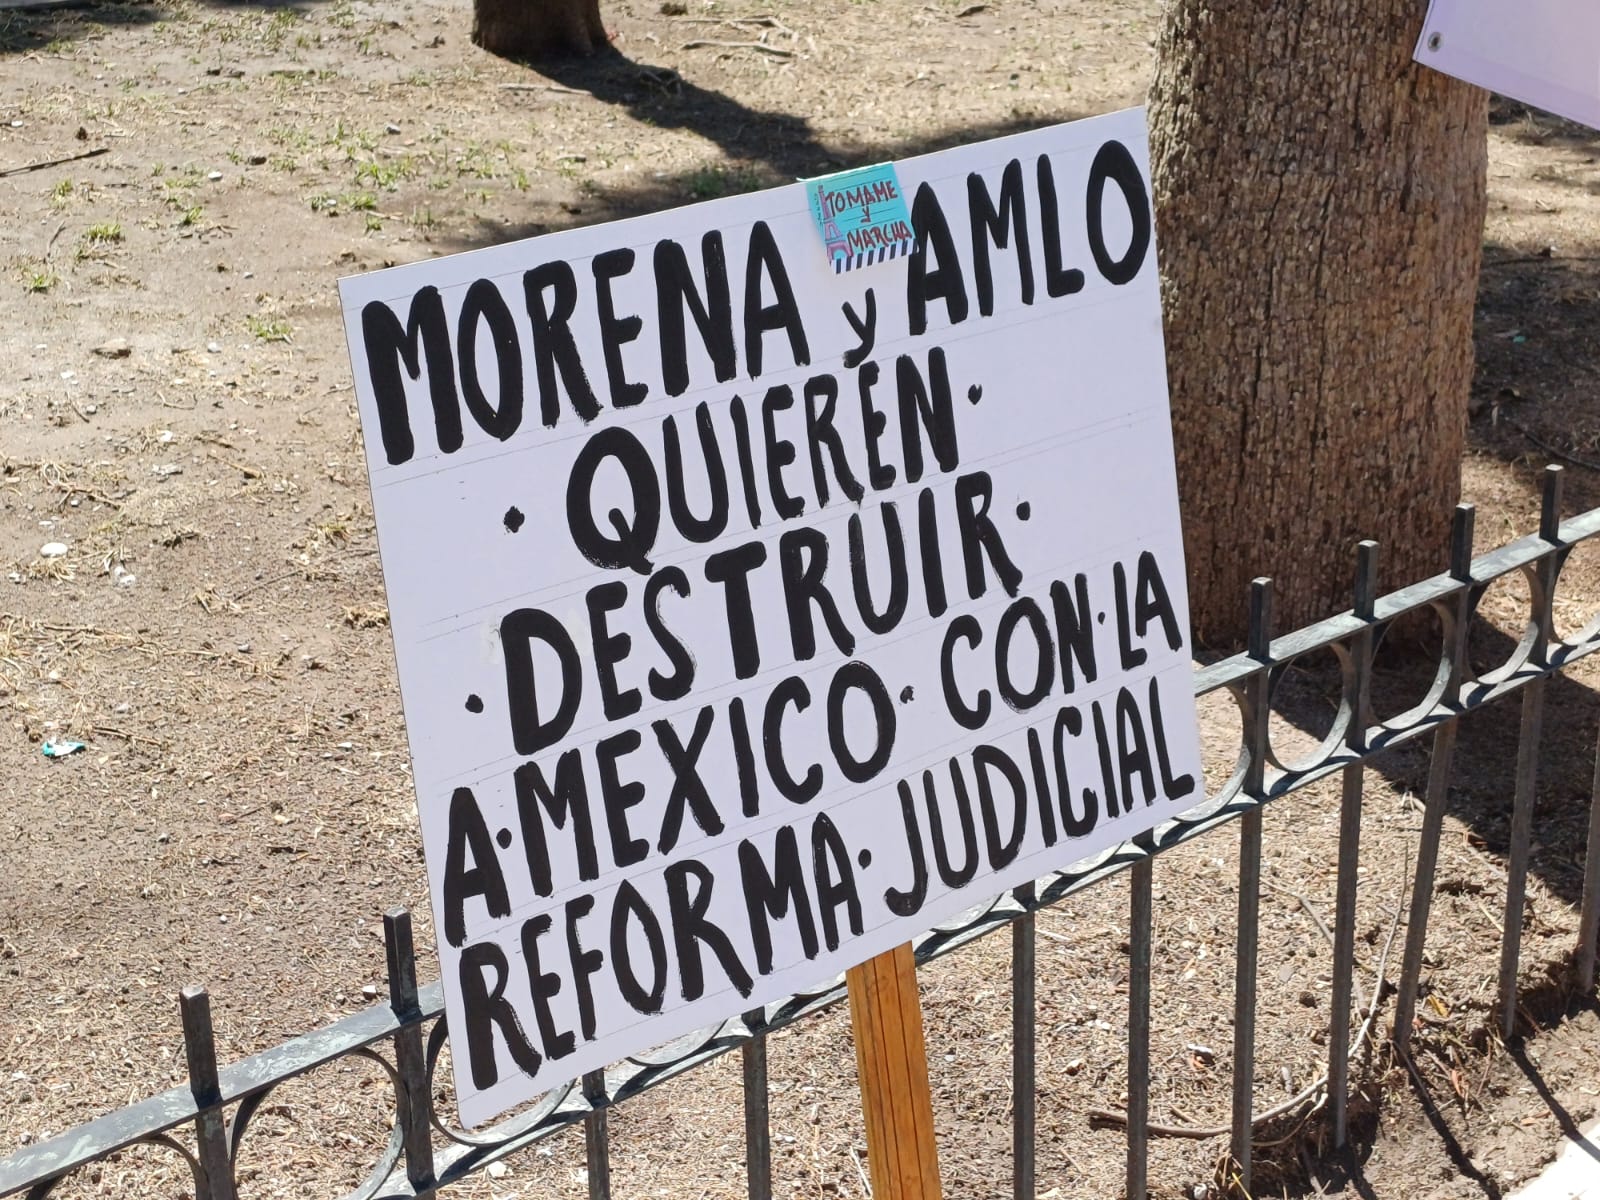 TOMAME
y
MARCHA
MORENA y AMLO
· QUIEREN ·
· DESTRUIR ·
A · MEXICO · CON · LA
REFORMA · JUDICIAL